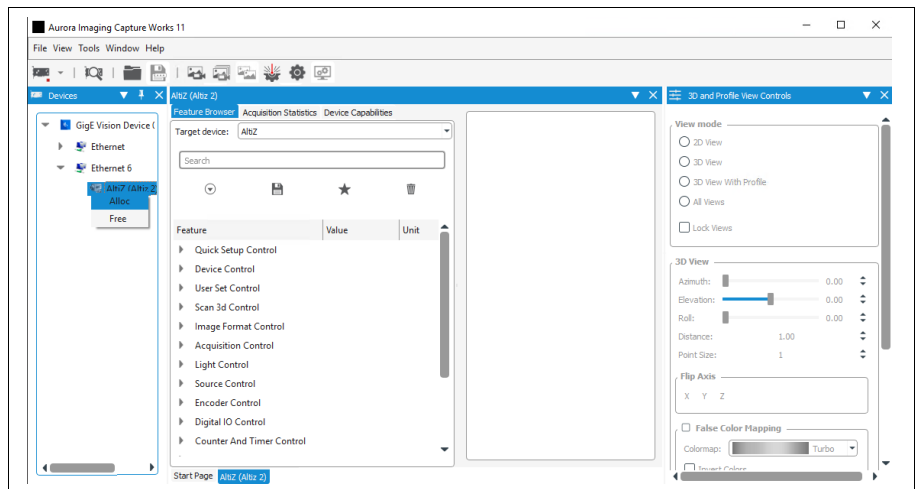 Aurora Imaging Capture Works 11
File View Tools Window Help
Devices
GigE Vision Device (
Ethernet
Ethernet 6
AltiZ (Altiz 2)
Alloc
Free
AltiZ (Altiz 2)
Feature Browser Acquisition Statistics Device Capabilities
Target device: AltiZ
Search
Feature Value Unit
Quick Setup Control
Device Control
User Set Control
Scan 3d Control
Image Format Control
Acquisition Control
Light Control
Source Control
Encoder Control
Digital IO Control
Counter And Timer Control
Start Page AltiZ (Altiz 2)
3D and Profile View Controls
View mode
2D View
3D View
3D View With Profile
All Views
Lock Views
3D View
Azimuth: 0.00
Elevation: 0.00
Roll: 0.00
Distance: 1.00
Point Size: 1
Flip Axis
X Y Z
False Color Mapping
Colormap: Turbo
Invert Colors